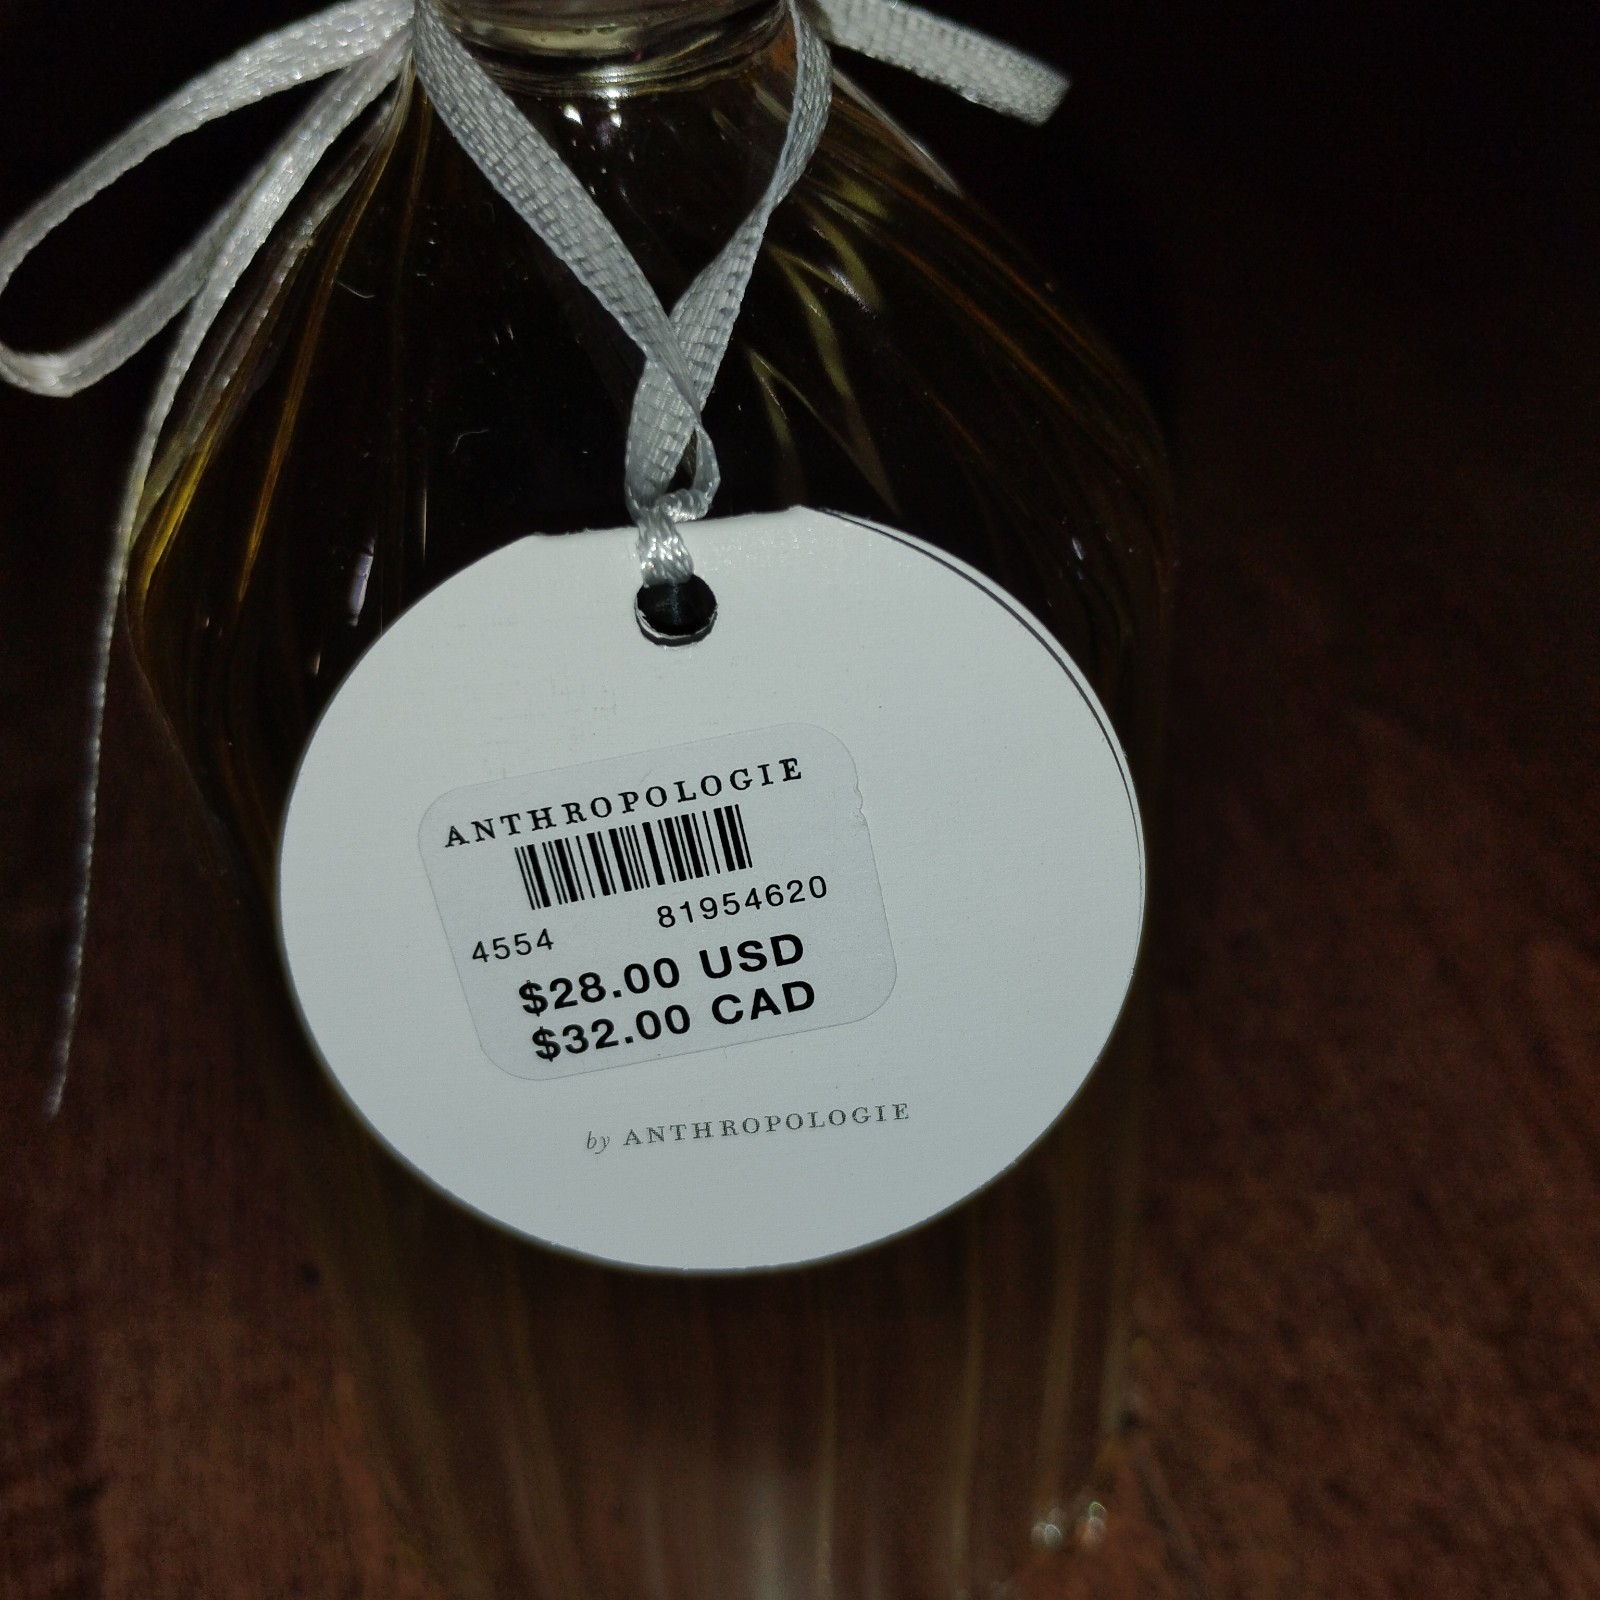 ANTHROPOLOGIE
4554 81954620
$28.00 USD
$32.00 CAD
by ANTHROPOLOGIE